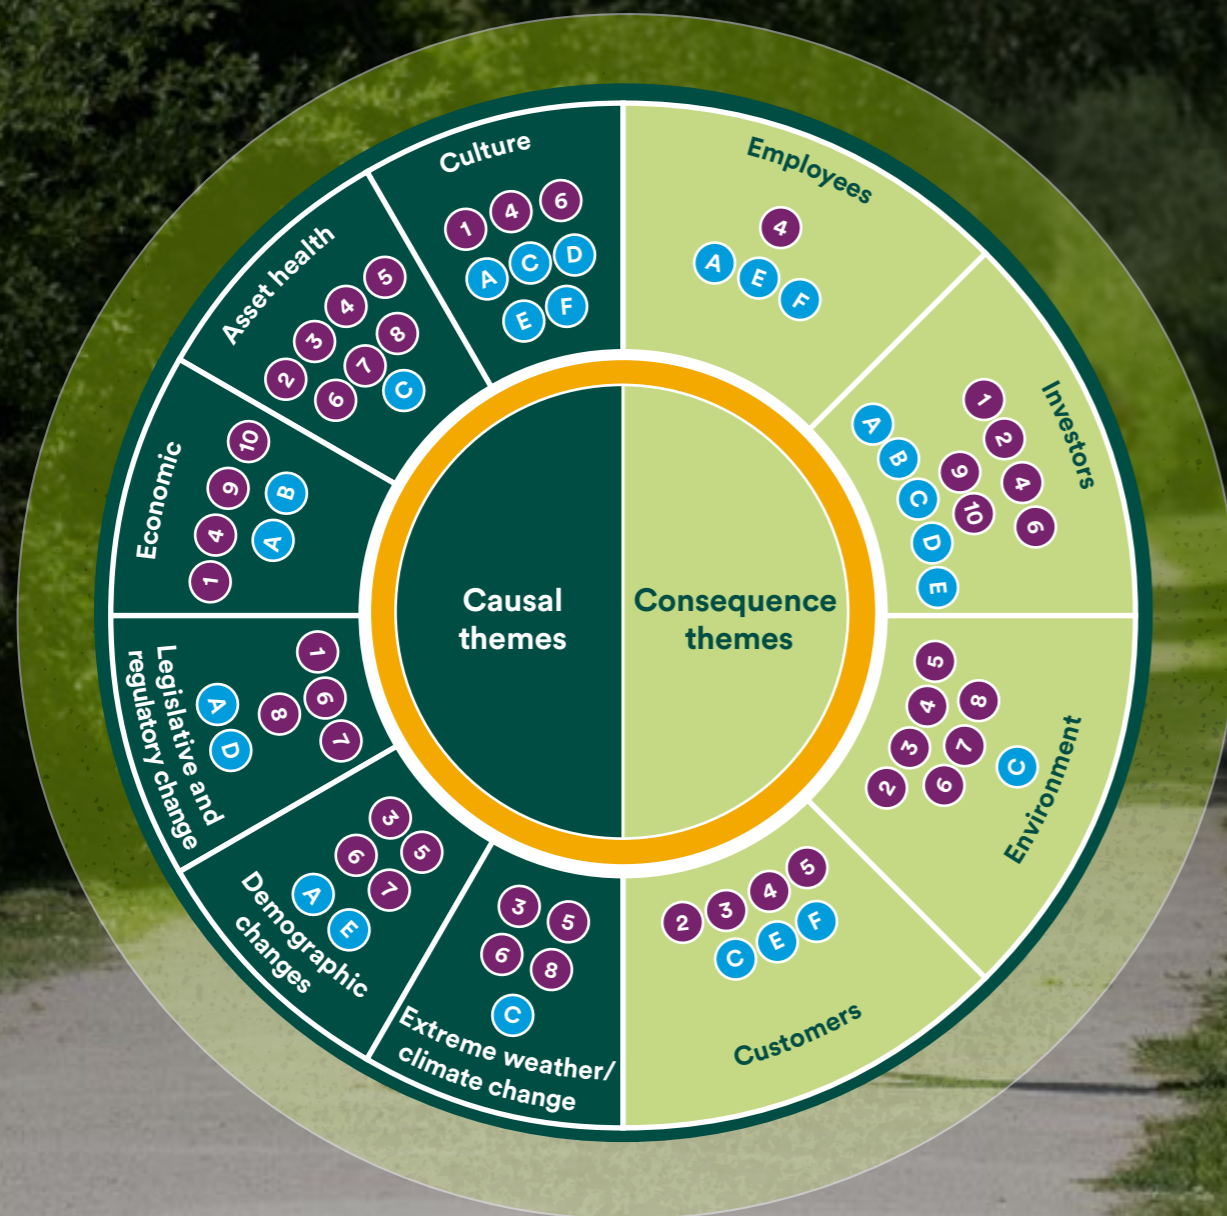 Causal
themes
Consequence
themes
Culture
1 4 6
A C D
E F
Employees
4
A E F
Investors
1 2 4 6
9 10
A B C D E
Environment
2 3 4 5
6 7 8
C
Customers
2 3 4 5
C E F
Extreme weather/
climate change
3 5
6 8
C
Demographic
changes
3
6 5
7
A E
Legislative and
regulatory change
1 6 7
8
A D
Economic
1 4 9 10
A B
Asset health
2 3 4 5
6 7 8
C